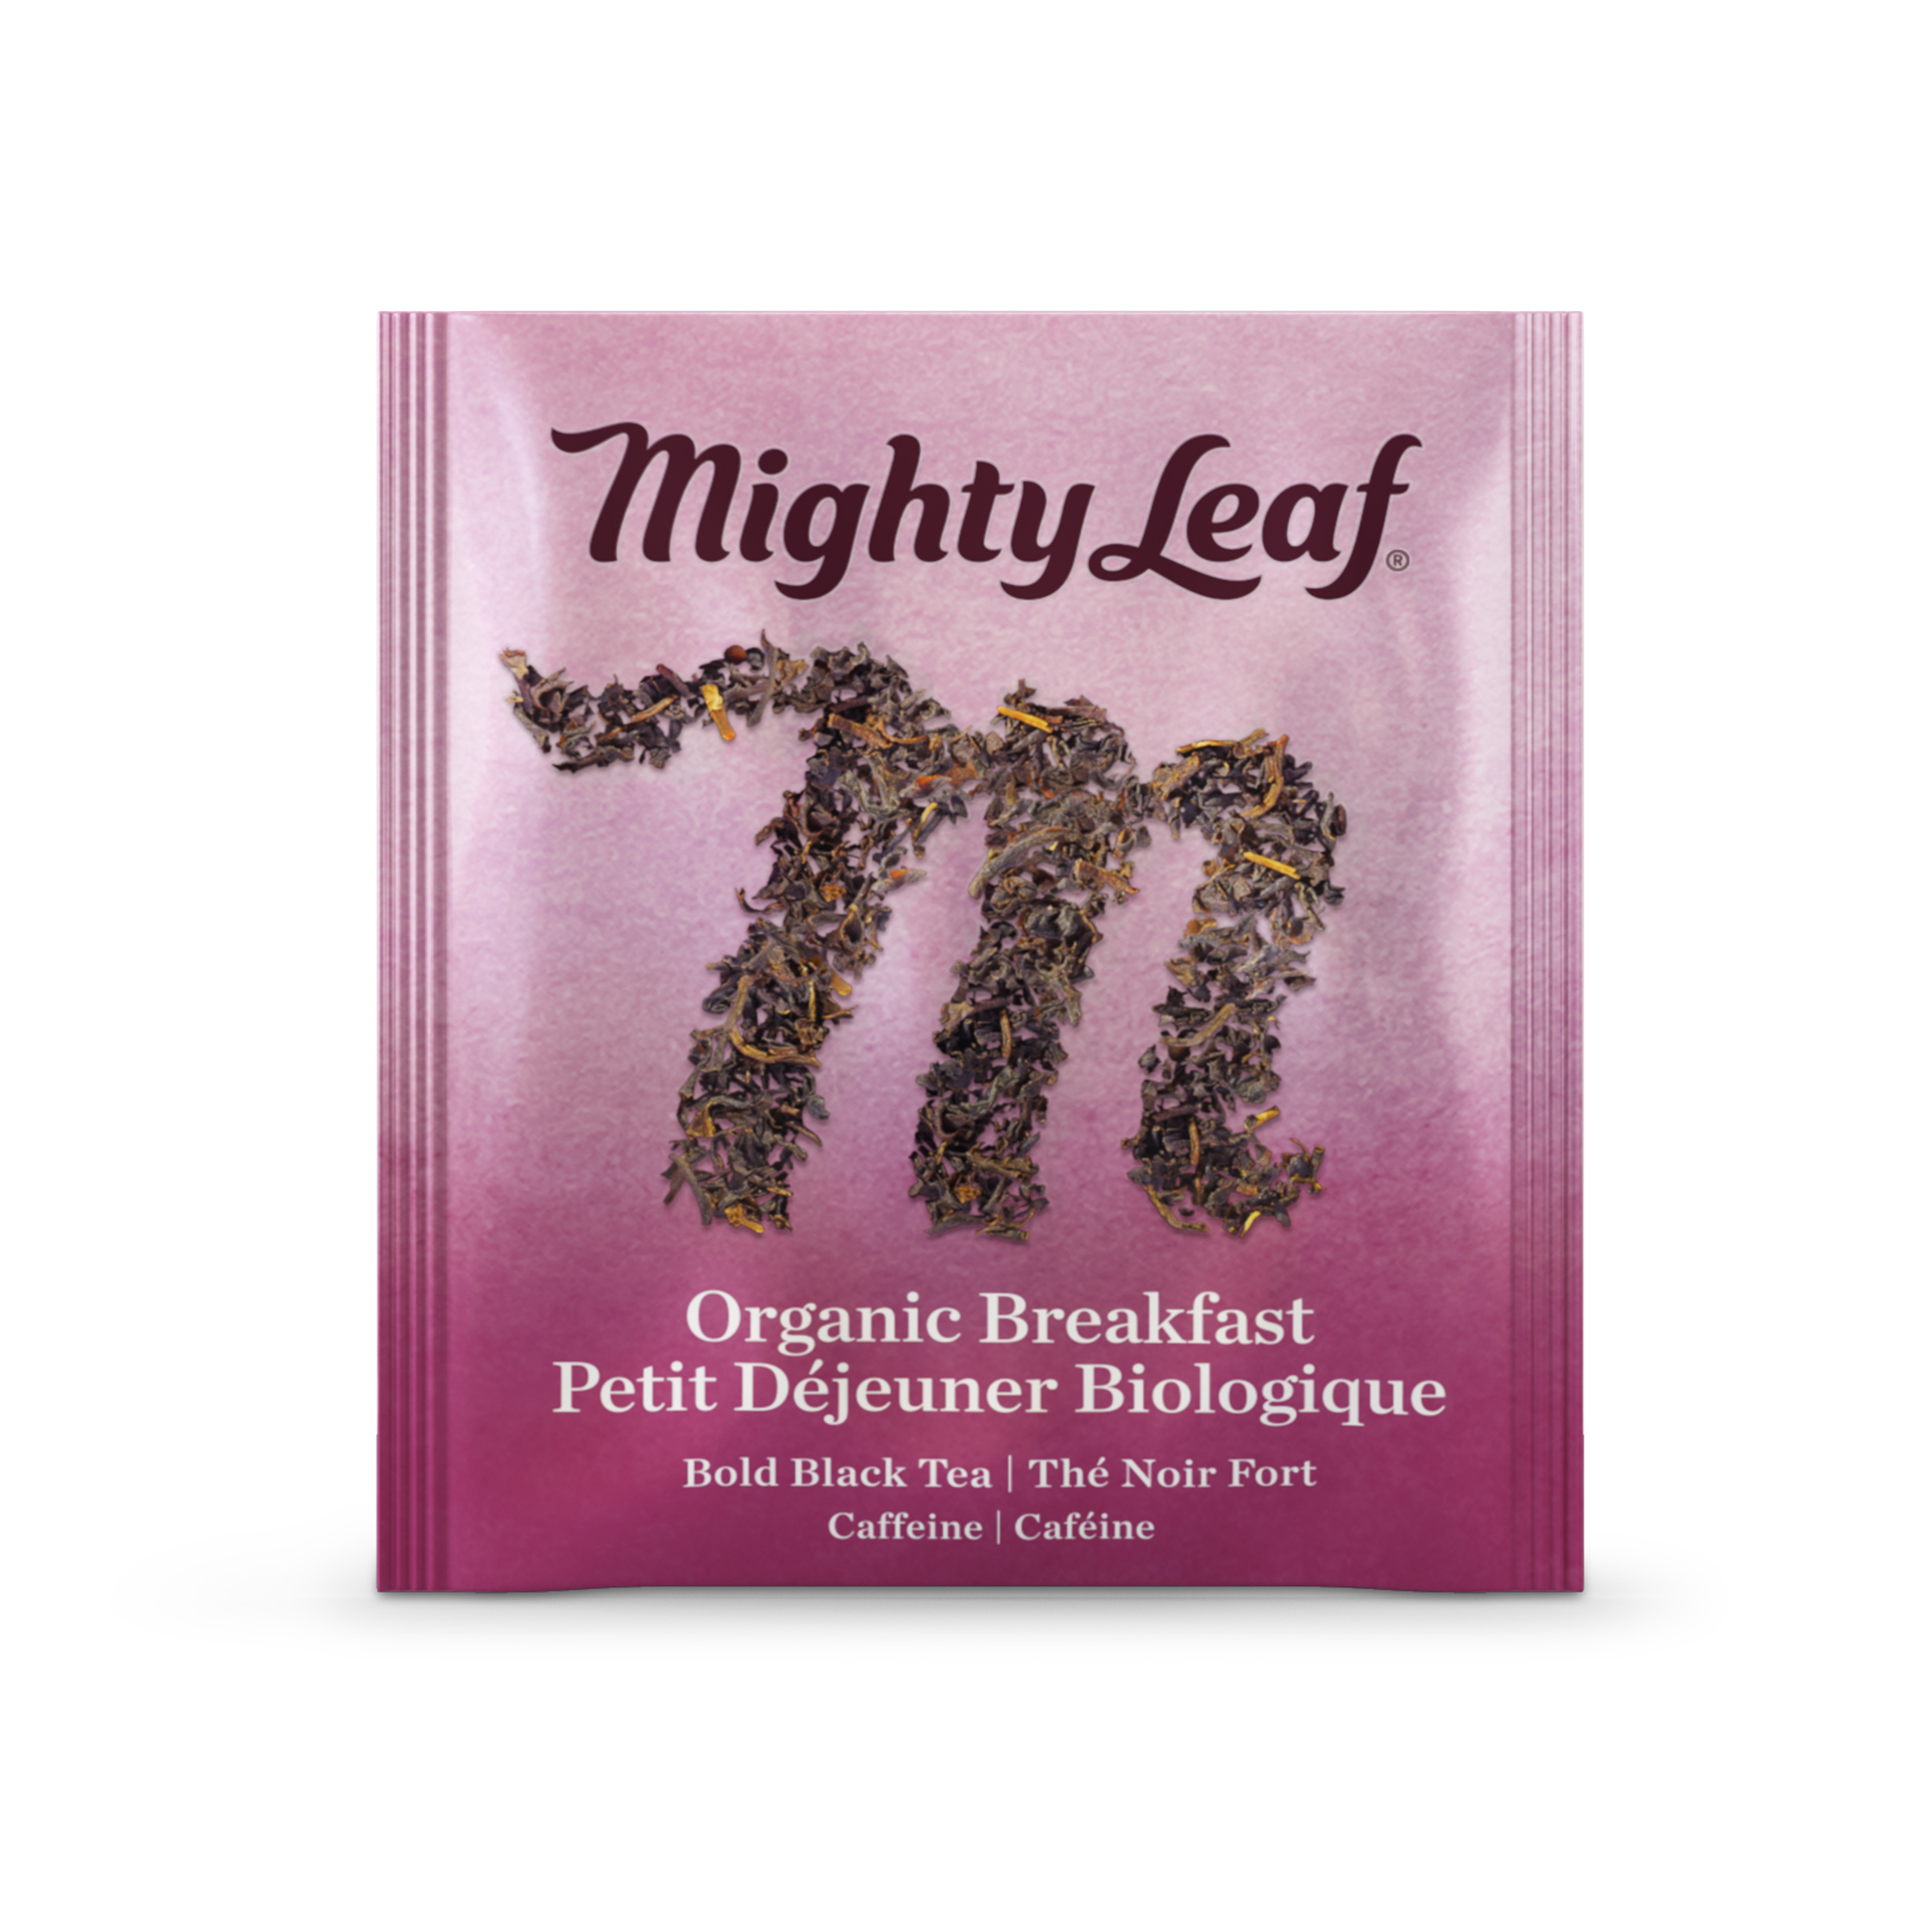 Mighty Leaf®
m
Organic Breakfast
Petit Déjeuner Biologique
Bold Black Tea | Thé Noir Fort
Caffeine | Caféine